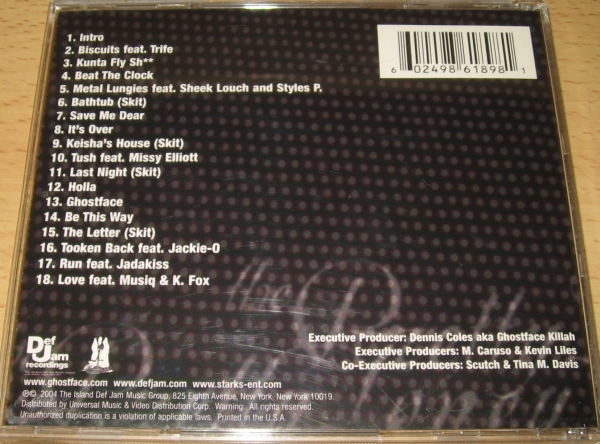 1. Intro
2. Biscuits feat. Trife
3. Kunta Fly Sh**
4. Beat The Clock
5. Metal Lungies feat. Sheek Louch and Styles P.
6. Bathtub (Skit)
7. Save Me Dear
8. It's Over
9. Keisha's House (Skit)
10. Tush feat. Missy Elliott
11. Last Night (Skit)
12. Holla
13. Ghostface
14. Be This Way
15. The Letter (Skit)
16. Tooken Back feat. Jackie-O
17. Run feat. Jadakiss
18. Love feat. Musiq & K. Fox
6 02498 61898 1
the Pretty
Executive Producer: Dennis Coles aka Ghostface Killah
Executive Producers: M. Caruso & Kevin Liles
Co-Executive Producers: Scutch & Tina M. Davis
Def Jam
recordings
www.ghostface.com www.defjam.com www.starks-ent.com
℗© 2004 The Island Def Jam Music Group, 825 Eighth Avenue, New York, New York 10019.
Distributed by Universal Music & Video Distribution Corp. Warning: All rights reserved.
Unauthorized duplication is a violation of applicable laws. Printed in the U.S.A.